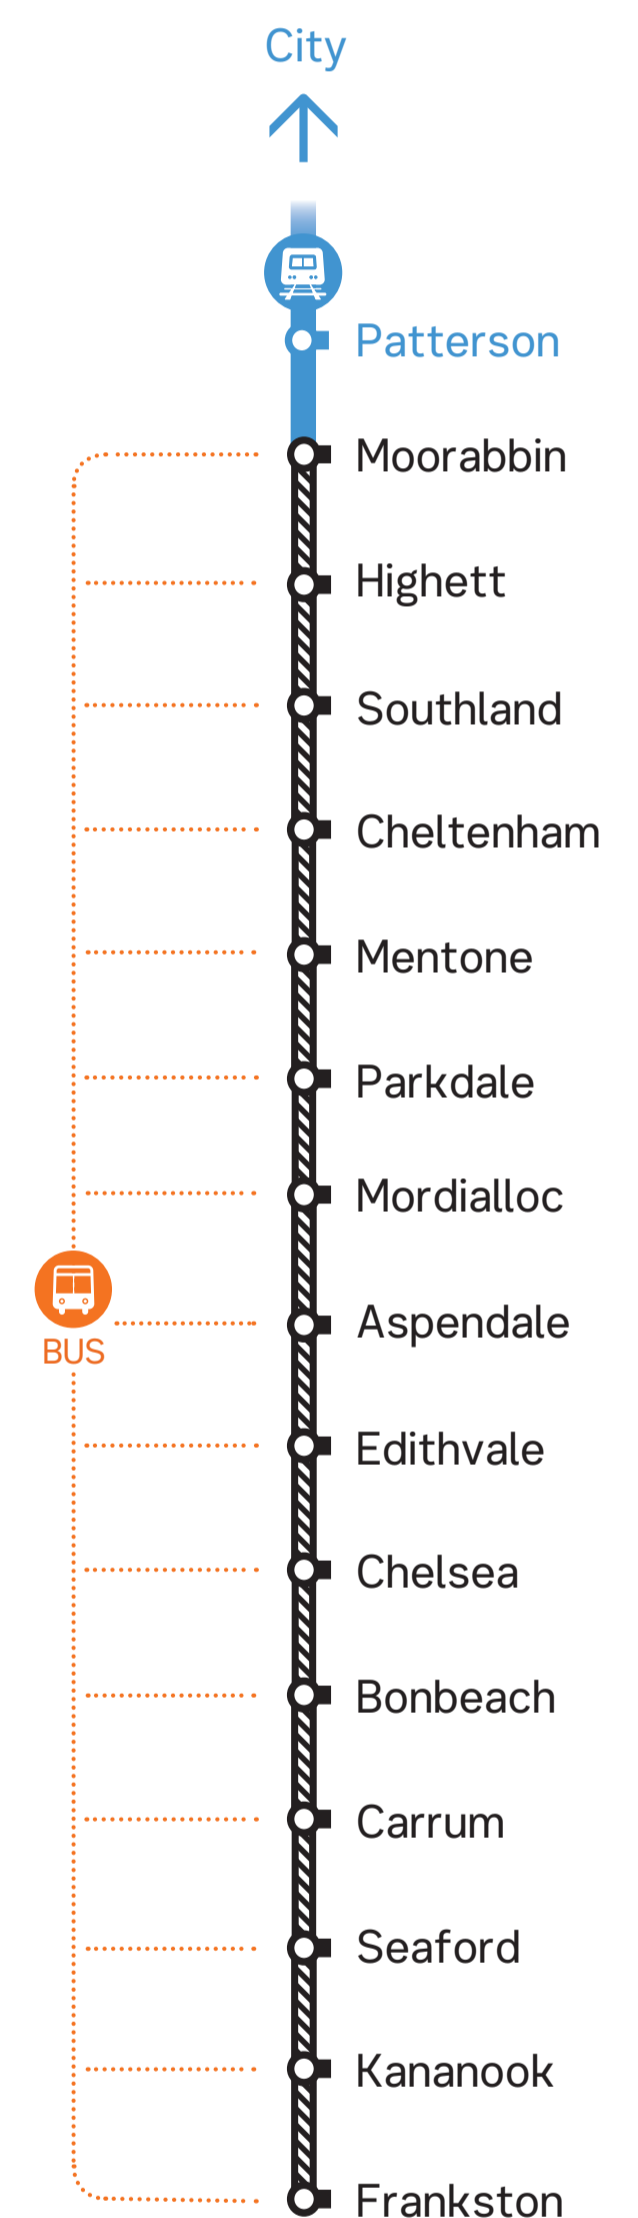 City
Patterson
Moorabbin
Highett
Southland
Cheltenham
Mentone
Parkdale
Mordialloc
Aspendale
BUS
Edithvale
Chelsea
Bonbeach
Carrum
Seaford
Kananook
Frankston